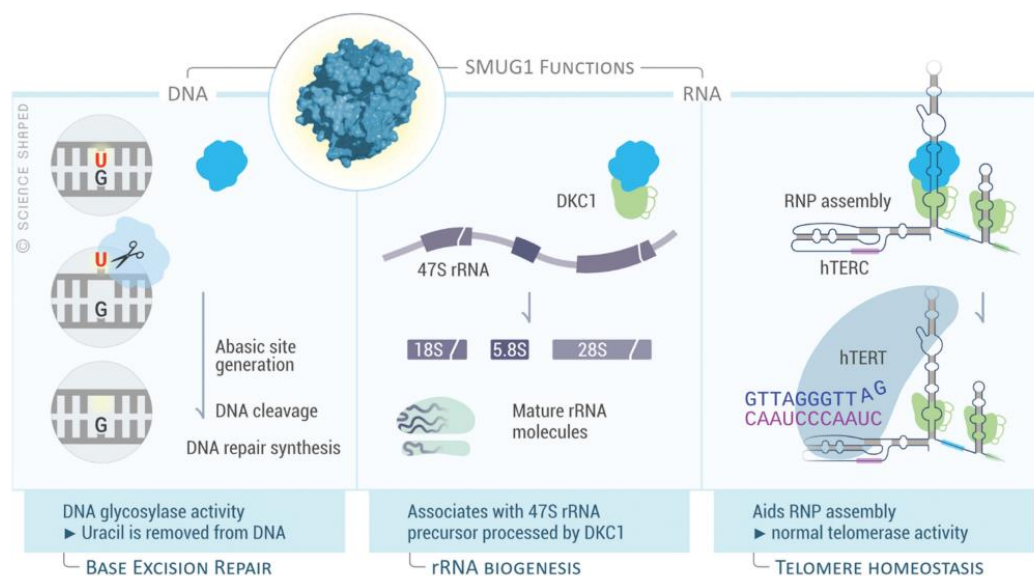 SMUG1 FUNCTIONS
DNA
RNA
© SCIENCE SHAPED
U
G
U
G
G
Abasic site
generation
DNA cleavage
DNA repair synthesis
DNA glycosylase activity
► Uracil is removed from DNA
BASE EXCISION REPAIR
DKC1
47S rRNA
18S
5.8S
28S
Mature rRNA
molecules
Associates with 47S rRNA
precursor processed by DKC1
rRNA BIOGENESIS
RNP assembly
hTERC
hTERT
GTTAGGGTTAG
CAAUCCCAAUC
Aids RNP assembly
► normal telomerase activity
TELOMERE HOMEOSTASIS